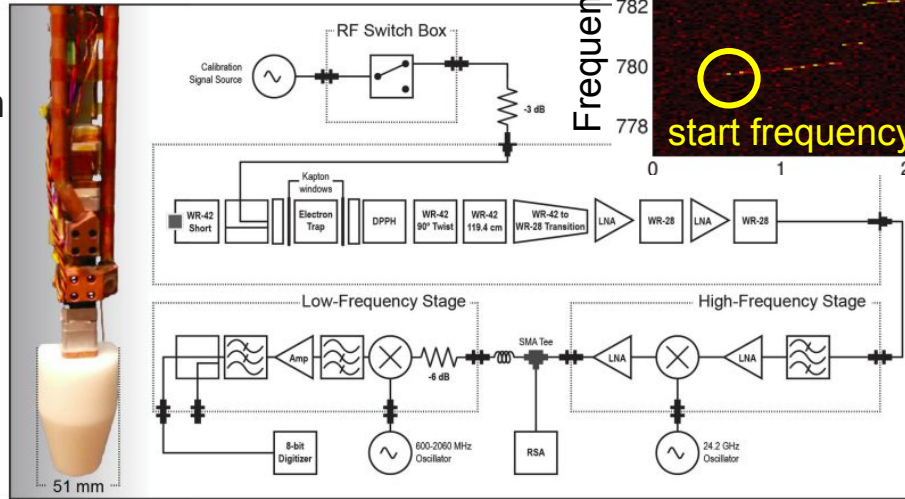 n
RF Switch Box
Calibration
Signal Source
-3 dB
Frequen
782
780
778
start frequency
0
1
2
Kapton
windows
WR-42
Short
Electron
Trap
DPPH
WR-42
90° Twist
WR-42
119.4 cm
WR-42 to
WR-28 Transition
LNA
WR-28
LNA
WR-28
Low-Frequency Stage
High-Frequency Stage
Amp
-6 dB
SMA Tee
LNA
LNA
8-bit
Digitizer
600-2060 MHz
Oscillator
RSA
24.2 GHz
Oscillator
51 mm